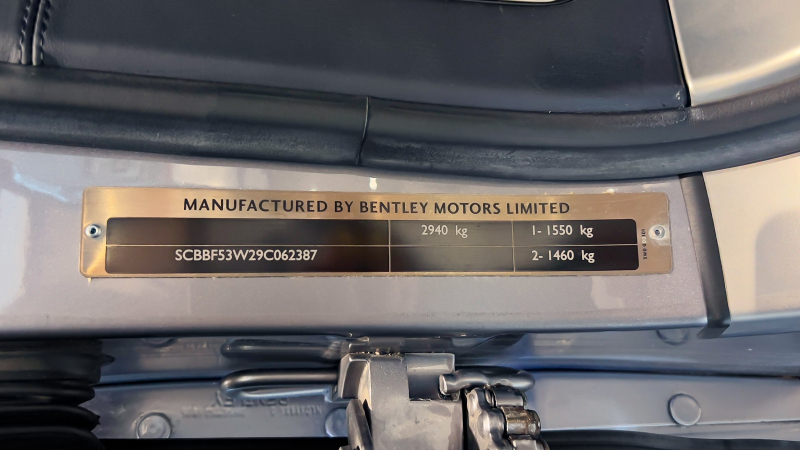 MANUFACTURED BY BENTLEY MOTORS LIMITED
2940 kg 1- 1550 kg
SCBBF53W29C062387 2- 1460 kg